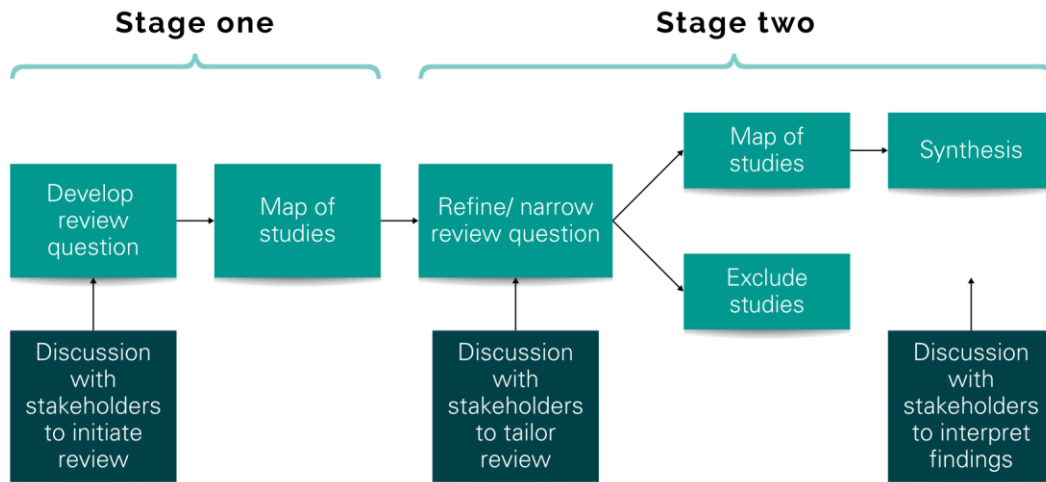 Stage one
Stage two
Develop
review
question
Map of
studies
Refine/ narrow
review question
Map of
studies
Synthesis
Exclude
studies
Discussion
with
stakeholders
to initiate
review
Discussion
with
stakeholders
to tailor
review
Discussion
with
stakeholders
to interpret
findings